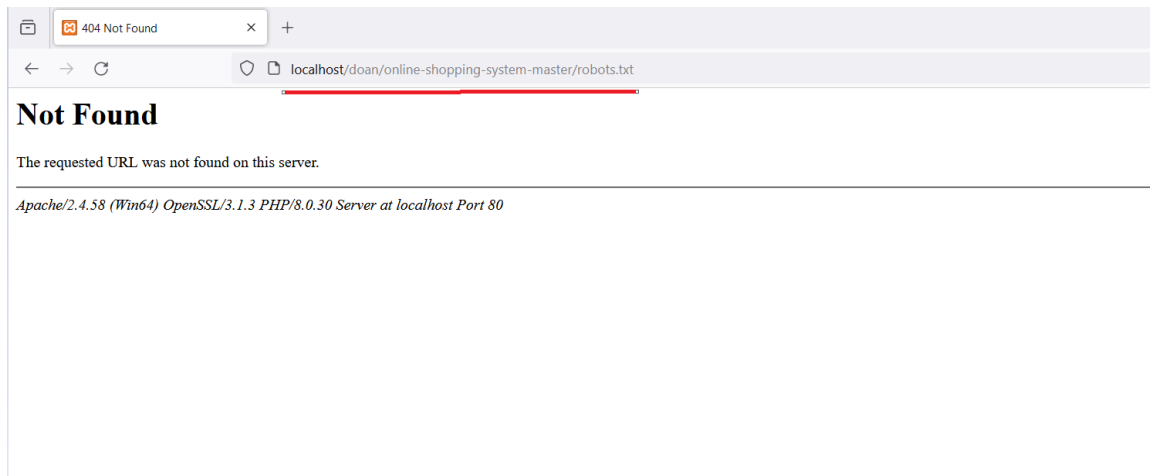 404 Not Found
localhost/doan/online-shopping-system-master/robots.txt
Not Found
The requested URL was not found on this server.
Apache/2.4.58 (Win64) OpenSSL/3.1.3 PHP/8.0.30 Server at localhost Port 80